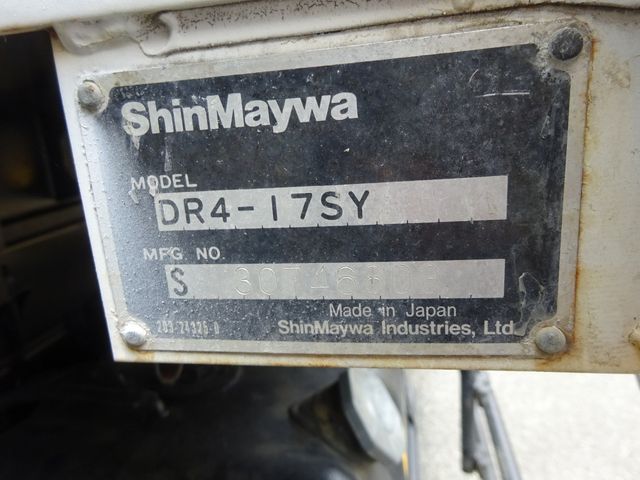 ShinMaywa
MODEL
DR4-17SY
MFG. NO.
S
Made in Japan
ShinMaywa Industries, Ltd.